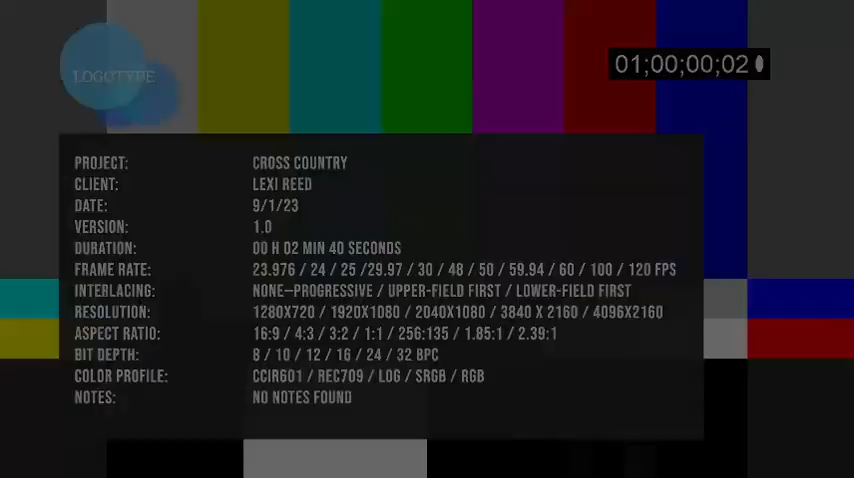 LOGOTYPE
01;00;00;02
PROJECT: CROSS COUNTRY
CLIENT: LEXI REED
DATE: 9/1/23
VERSION: 1.0
DURATION: 00 H 02 MIN 40 SECONDS
FRAME RATE: 23.976 / 24 / 25 /29.97 / 30 / 48 / 50 / 59.94 / 60 / 100 / 120 FPS
INTERLACING: NONE—PROGRESSIVE / UPPER-FIELD FIRST / LOWER-FIELD FIRST
RESOLUTION: 1280X720 / 1920X1080 / 2040X1080 / 3840 X 2160 / 4096X2160
ASPECT RATIO: 16:9 / 4:3 / 3:2 / 1:1 / 256:135 / 1.85:1 / 2.39:1
BIT DEPTH: 8 / 10 / 12 / 16 / 24 / 32 BPC
COLOR PROFILE: CCIR601 / REC709 / LOG / SRGB / RGB
NOTES: NO NOTES FOUND